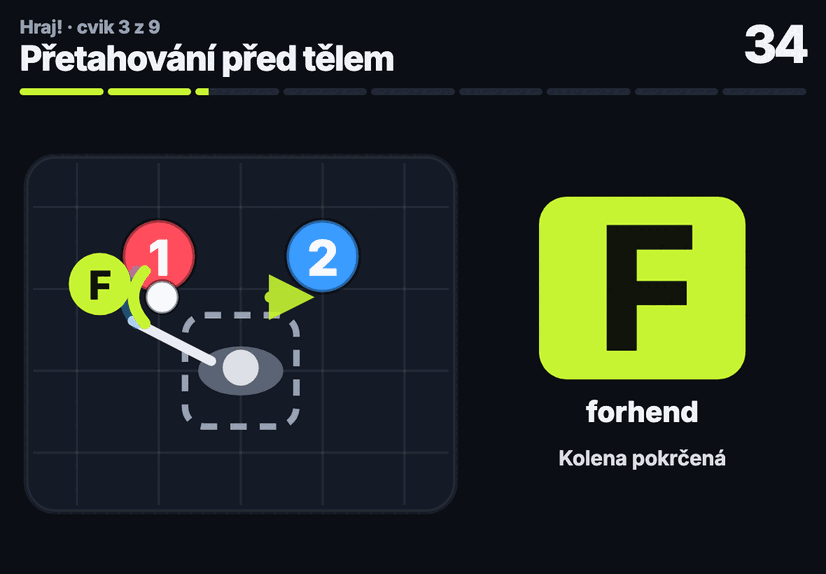 Hraj! · cvik 3 z 9
Přetahování před tělem
34
1
2
F
F
forhend
Kolena pokrčená